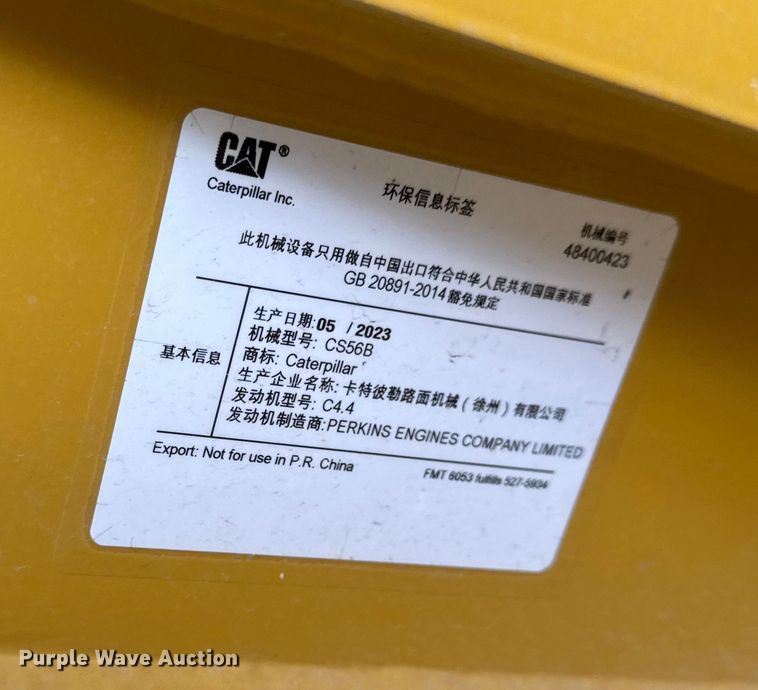 CAT®
Caterpillar Inc.
环保信息标签
机械编号
48400423
此机械设备只用做自中国出口符合中华人民共和国国家标准
GB 20891-2014豁免规定
基本信息
生产日期:05 / 2023
机械型号: CS56B
商标: Caterpillar
生产企业名称:卡特彼勒路面机械(徐州)有限公司
发动机型号: C4.4
发动机制造商:PERKINS ENGINES COMPANY LIMITED
Export: Not for use in P.R. China
FMT 6053 fulfills 527-5934
Purple Wave Auction